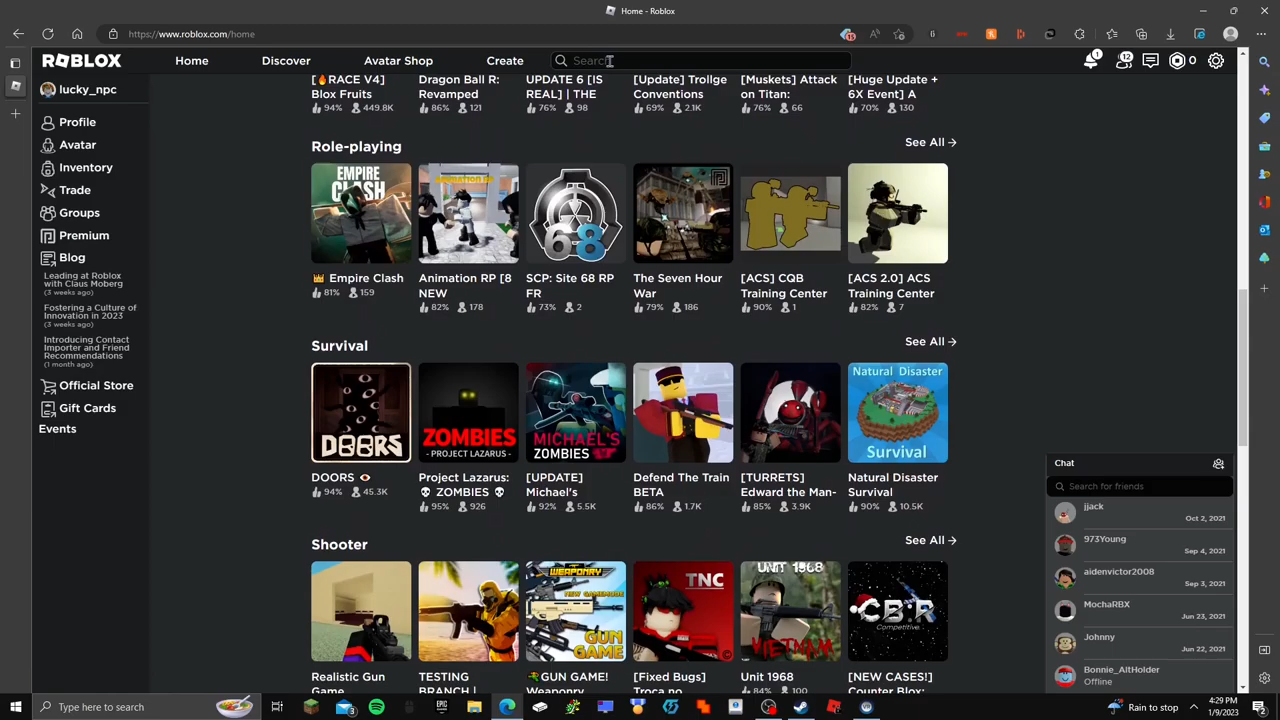 Home - Roblox
https://www.roblox.com/home
13
ROBLOX
Home
Discover
Avatar Shop
Create
Search
1
12
0
lucky_npc
Profile
Avatar
Inventory
Trade
Groups
Premium
Blog
Leading at Roblox
with Claus Moberg
(3 weeks ago)
Fostering a Culture of
Innovation in 2023
(3 weeks ago)
Introducing Contact
Importer and Friend
Recommendations
(1 month ago)
Official Store
Gift Cards
Events
[🔥RACE V4]
Blox Fruits
94% 449.8K
Dragon Ball R:
Revamped
86% 121
UPDATE 6 [IS
REAL] | THE
76% 98
[Update] Trollge
Conventions
69% 2.1K
[Muskets] Attack
on Titan:
76% 66
[Huge Update +
6X Event] A
70% 130
Role-playing
See All
EMPIRE
CLASH
68
👑 Empire Clash
81% 159
Animation RP [8
NEW
82% 178
SCP: Site 68 RP
FR
73% 2
The Seven Hour
War
79% 186
[ACS] CQB
Training Center
90% 1
[ACS 2.0] ACS
Training Center
82% 7
Survival
See All
DOORS
ZOMBIES
- PROJECT LAZARUS -
MICHAEL'S
ZOMBIES
Natural Disaster
Survival
DOORS 👁
94% 45.3K
Project Lazarus:
💀 ZOMBIES 💀
95% 926
[UPDATE]
Michael's
92% 5.5K
Defend The Train
BETA
86% 1.7K
[TURRETS]
Edward the Man-
85% 3.9K
Natural Disaster
Survival
90% 10.5K
Shooter
See All
WEAPONRY
NEW GAMEMODE
GUN
GAME
TNC
UNIT 1968
VIETNAM
CB:R
Competitive
Realistic Gun
Game
TESTING
BRANCH |
🔫GUN GAME!
Weaponry
[Fixed Bugs]
Troca no
Unit 1968
84% 100
[NEW CASES!]
Counter Blox:
Chat
Search for friends
jjack
Oct 2, 2021
973Young
Sep 4, 2021
aidenvictor2008
Sep 3, 2021
MochaRBX
Jun 23, 2021
Johnny
Jun 22, 2021
Bonnie_AltHolder
Offline
Type here to search
EPIC
GAMES
Rain to stop
4:29 PM
1/9/2023